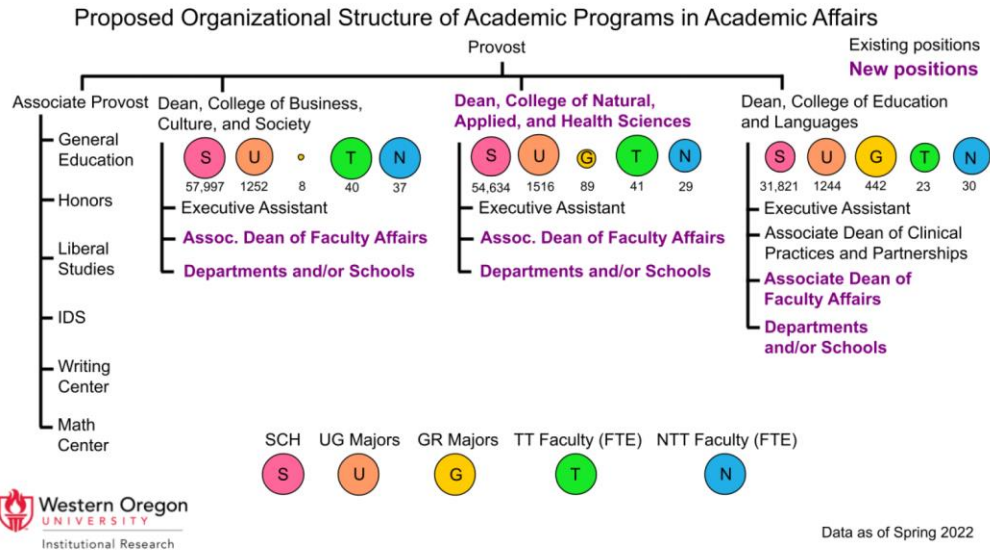 Proposed Organizational Structure of Academic Programs in Academic Affairs
Provost
Existing positions
New positions
Associate Provost
General
Education
Honors
Liberal
Studies
IDS
Writing
Center
Math
Center
Dean, College of Business,
Culture, and Society
S U T N
57,997 1252 8 40 37
Executive Assistant
Assoc. Dean of Faculty Affairs
Departments and/or Schools
Dean, College of Natural,
Applied, and Health Sciences
S U G T N
54,634 1516 89 41 29
Executive Assistant
Assoc. Dean of Faculty Affairs
Departments and/or Schools
Dean, College of Education
and Languages
S U G T N
31,821 1244 442 23 30
Executive Assistant
Associate Dean of Clinical
Practices and Partnerships
Associate Dean of
Faculty Affairs
Departments
and/or Schools
SCH UG Majors GR Majors TT Faculty (FTE) NTT Faculty (FTE)
S U G T N
Western Oregon
UNIVERSITY
Institutional Research
Data as of Spring 2022